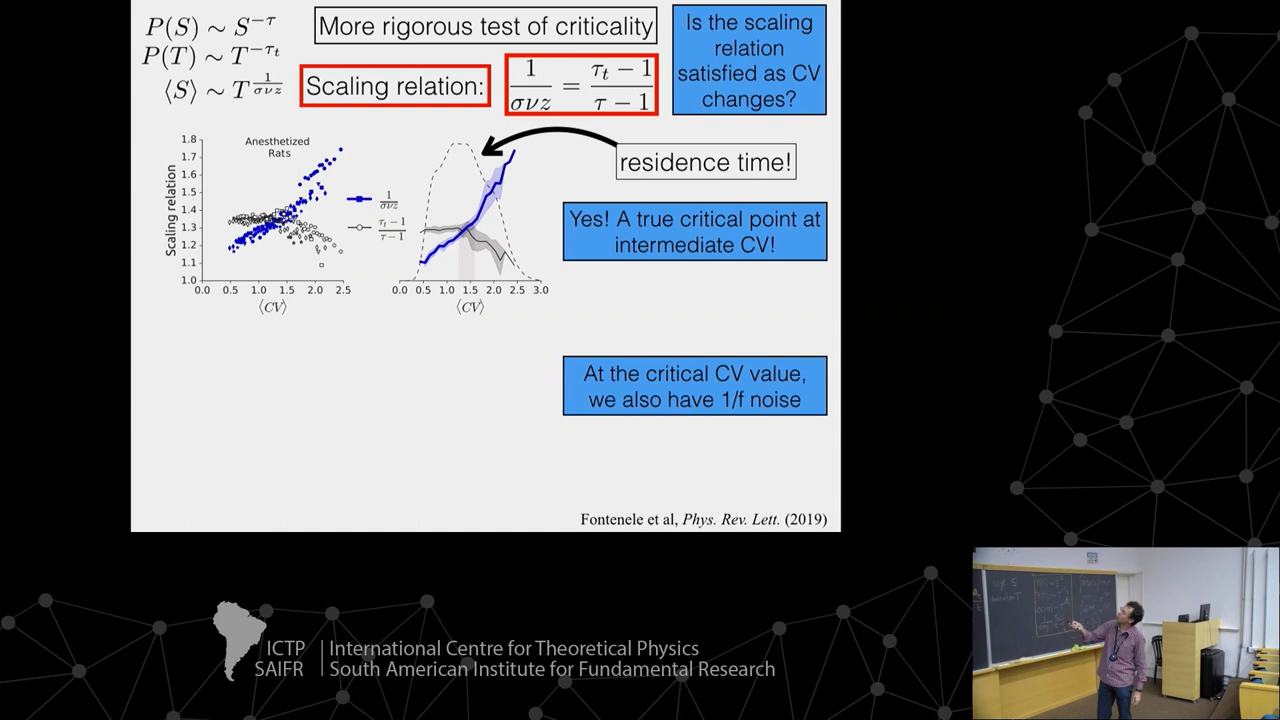 P(S) ∼ S^{-τ}
P(T) ∼ T^{-τ_t}
⟨S⟩ ∼ T^{1/σνz}
More rigorous test of criticality
Scaling relation:
1/σνz = (τ_t − 1)/(τ − 1)
Is the scaling
relation
satisfied as CV
changes?
Anesthetized
Rats
Scaling relation
1.8
1.7
1.6
1.5
1.4
1.3
1.2
1.1
1.0
0.0 0.5 1.0 1.5 2.0 2.5
⟨CV⟩
1/σνz
(τ_t−1)/(τ−1)
0.0 0.5 1.0 1.5 2.0 2.5 3.0
⟨CV⟩
residence time!
Yes! A true critical point at
intermediate CV!
At the critical CV value,
we also have 1/f noise
Fontenele et al, Phys. Rev. Lett. (2019)
ICTP
SAIFR
International Centre for Theoretical Physics
South American Institute for Fundamental Research